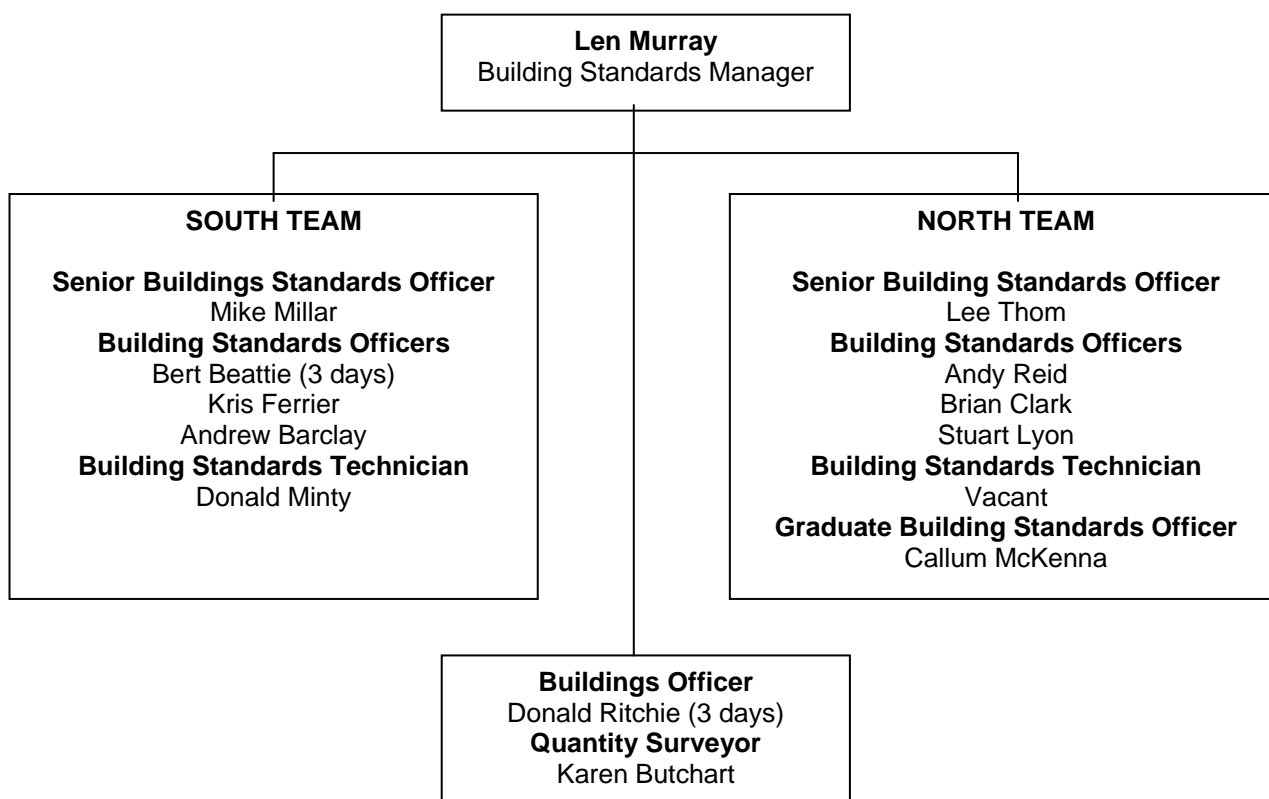 Len Murray
Building Standards Manager
SOUTH TEAM
Senior Buildings Standards Officer
Mike Millar
Building Standards Officers
Bert Beattie (3 days)
Kris Ferrier
Andrew Barclay
Building Standards Technician
Donald Minty
NORTH TEAM
Senior Building Standards Officer
Lee Thom
Building Standards Officers
Andy Reid
Brian Clark
Stuart Lyon
Building Standards Technician
Vacant
Graduate Building Standards Officer
Callum McKenna
Buildings Officer
Donald Ritchie (3 days)
Quantity Surveyor
Karen Butchart